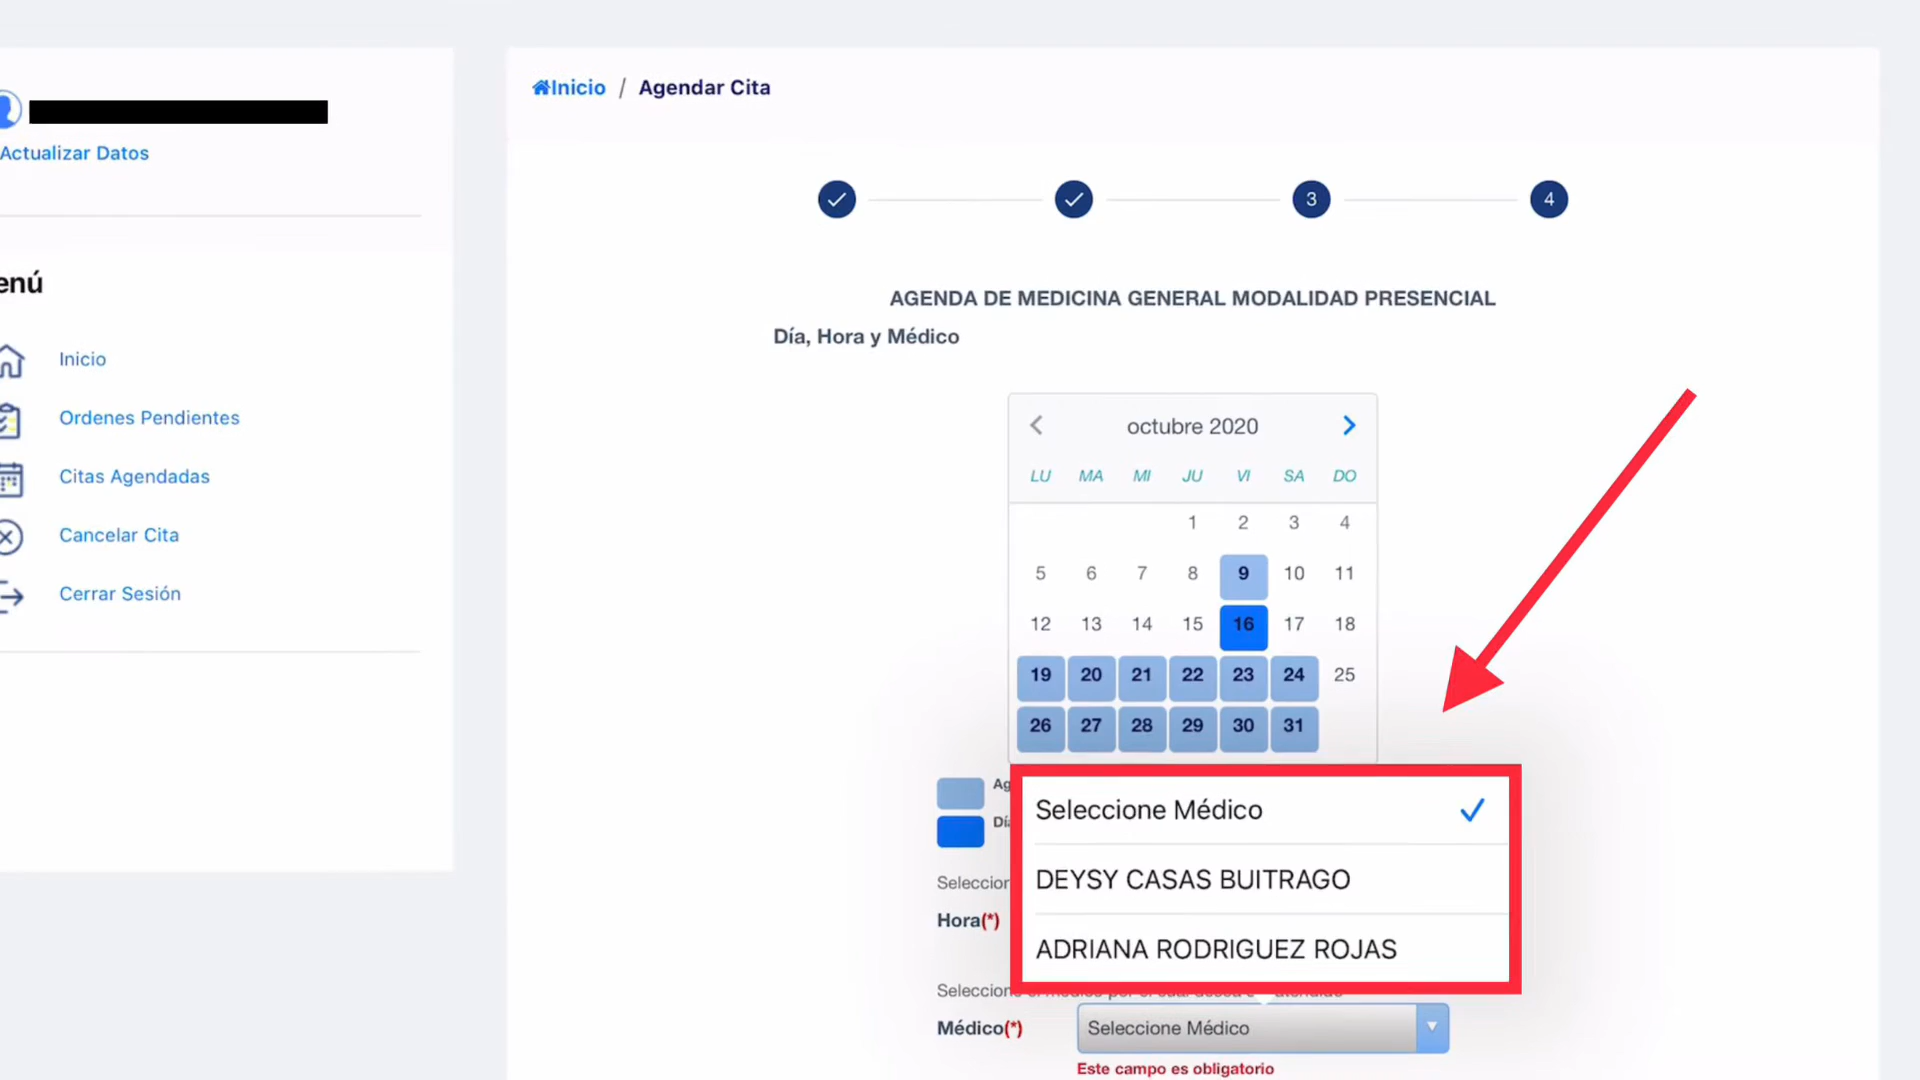 Inicio / Agendar Cita
Actualizar Datos
enú
Inicio
Ordenes Pendientes
Citas Agendadas
Cancelar Cita
Cerrar Sesión
3
4
AGENDA DE MEDICINA GENERAL MODALIDAD PRESENCIAL
Día, Hora y Médico
octubre 2020
LU MA MI JU VI SA DO
1 2 3 4
5 6 7 8 9 10 11
12 13 14 15 16 17 18
19 20 21 22 23 24 25
26 27 28 29 30 31
Ag
Día
Seleccion
Hora(*)
Seleccione Médico
DEYSY CASAS BUITRAGO
ADRIANA RODRIGUEZ ROJAS
Seleccione
Médico(*)
Seleccione Médico
Este campo es obligatorio